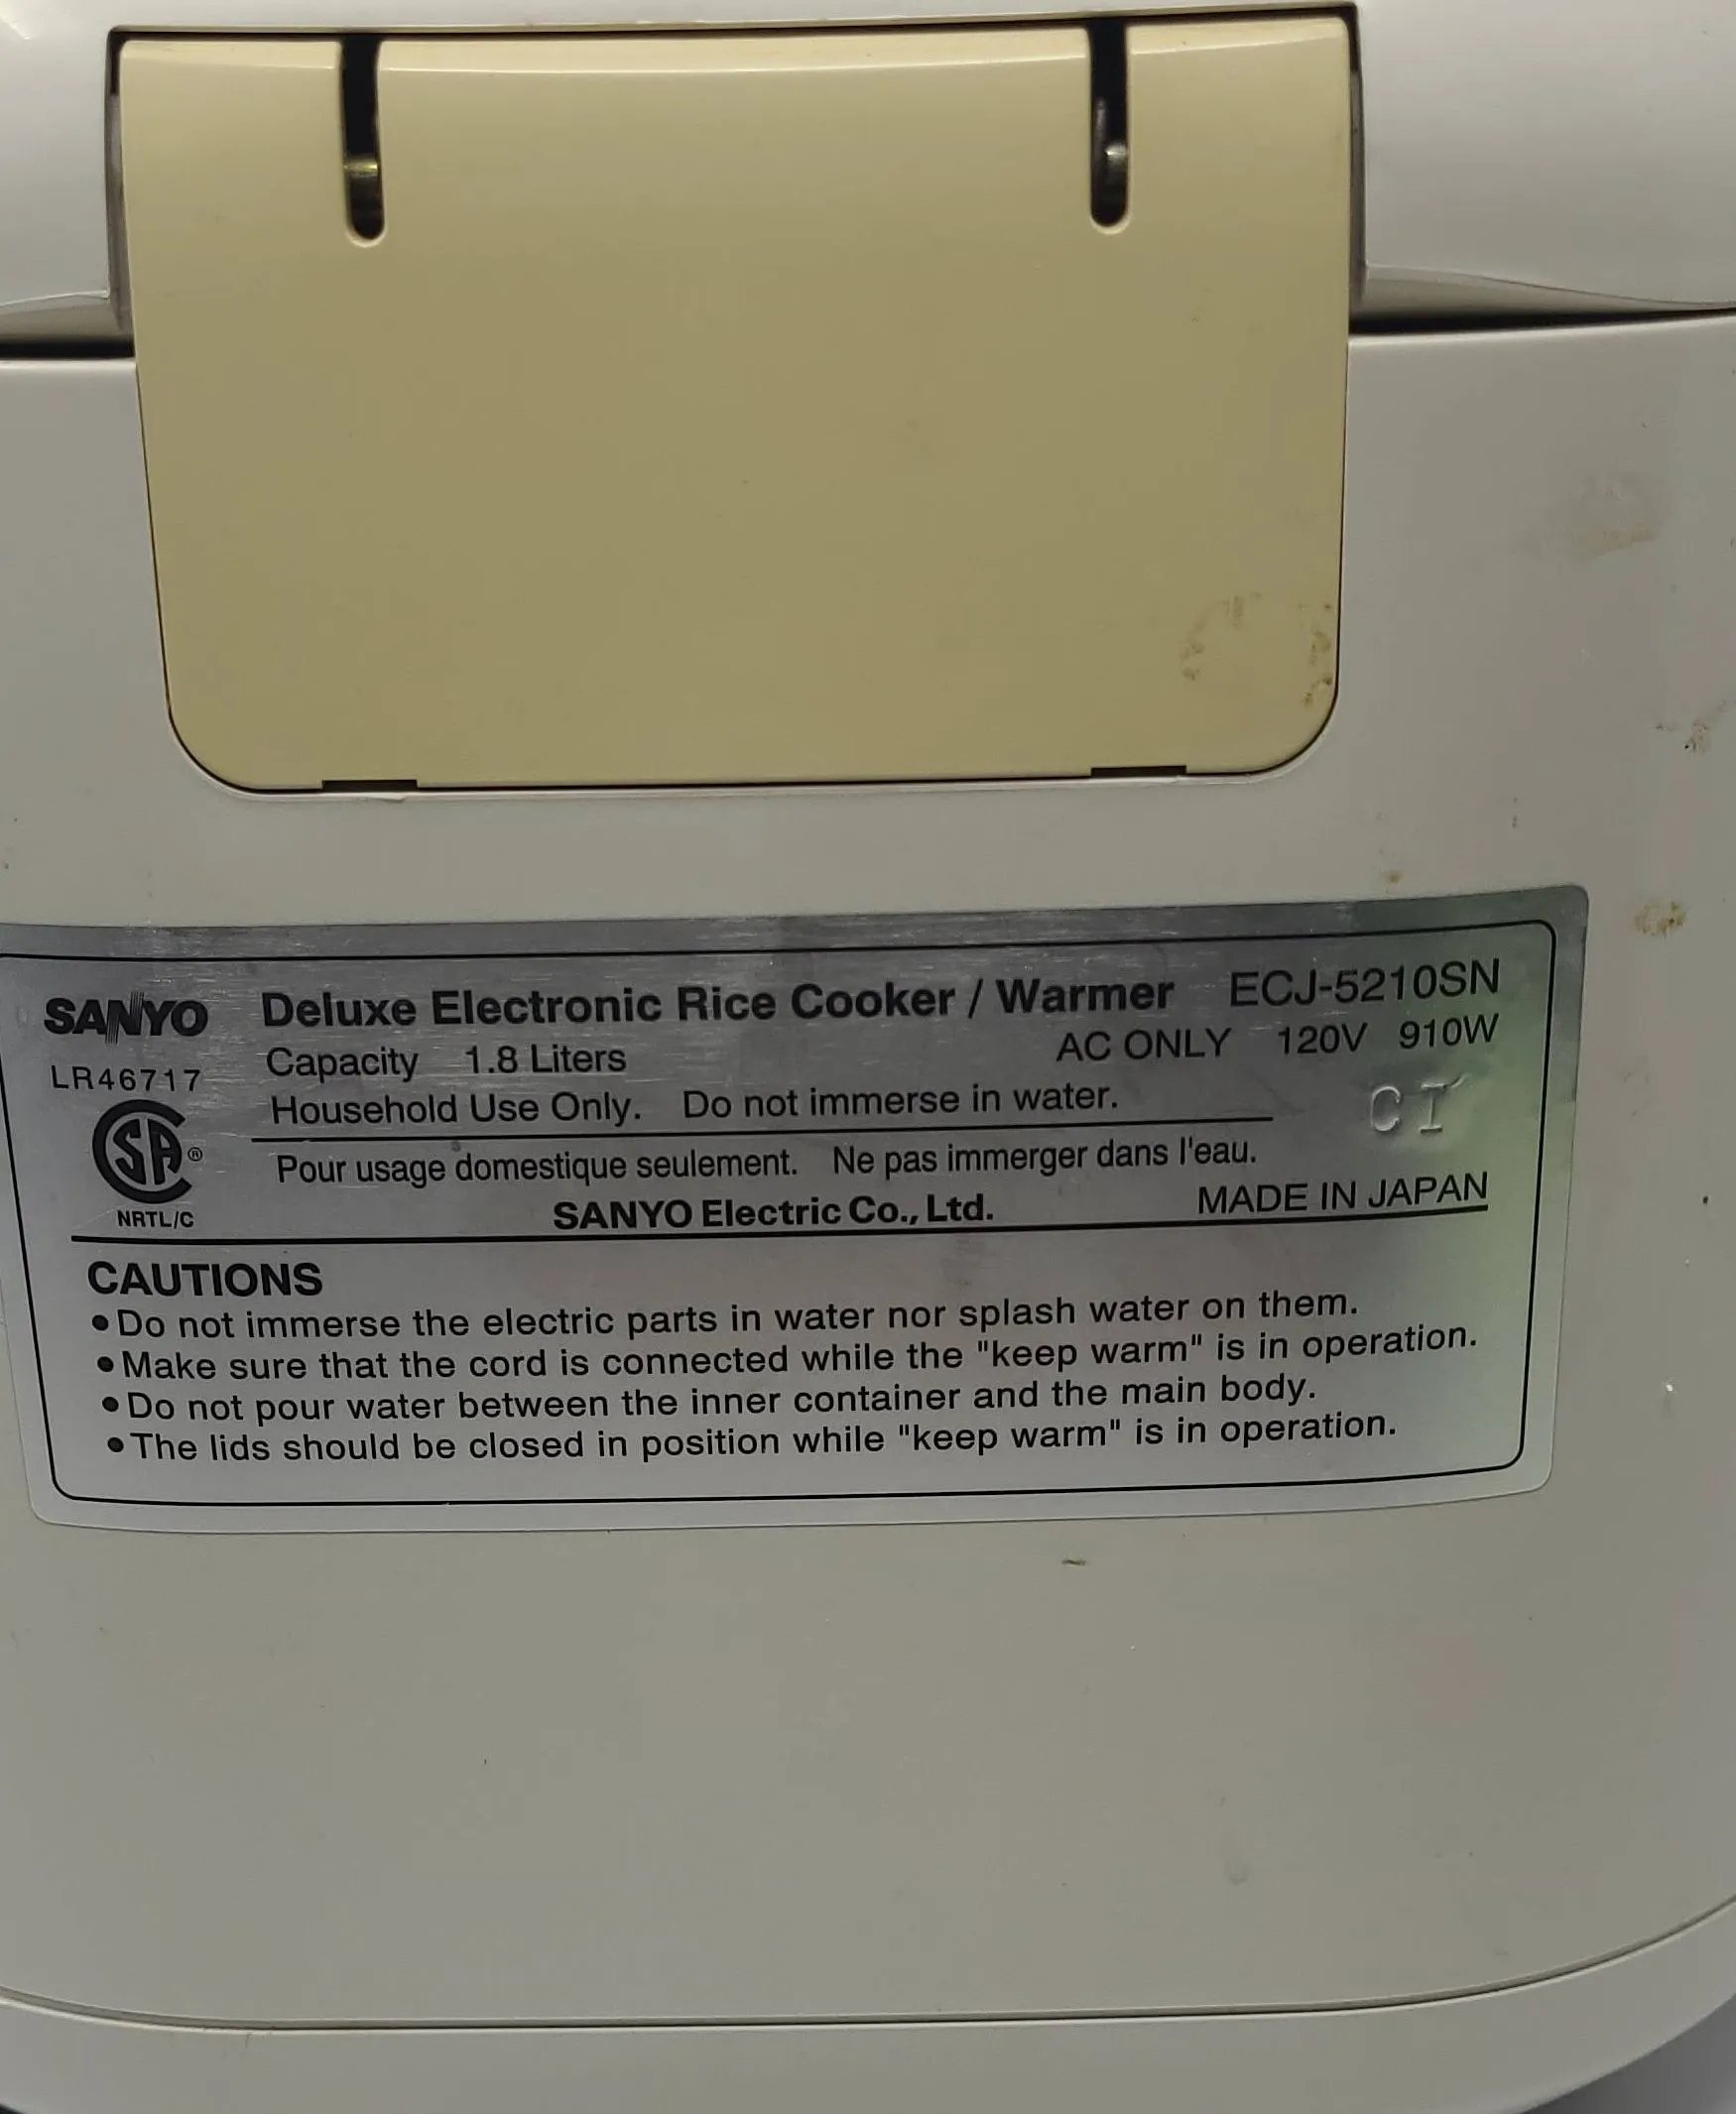 SANYO Deluxe Electronic Rice Cooker / Warmer ECJ-5210SN
LR46717 Capacity 1.8 Liters AC ONLY 120V 910W
Household Use Only. Do not immerse in water. CI
SA ®
Pour usage domestique seulement. Ne pas immerger dans l'eau.
NRTL/C SANYO Electric Co., Ltd. MADE IN JAPAN
CAUTIONS
•Do not immerse the electric parts in water nor splash water on them.
•Make sure that the cord is connected while the "keep warm" is in operation.
•Do not pour water between the inner container and the main body.
•The lids should be closed in position while "keep warm" is in operation.